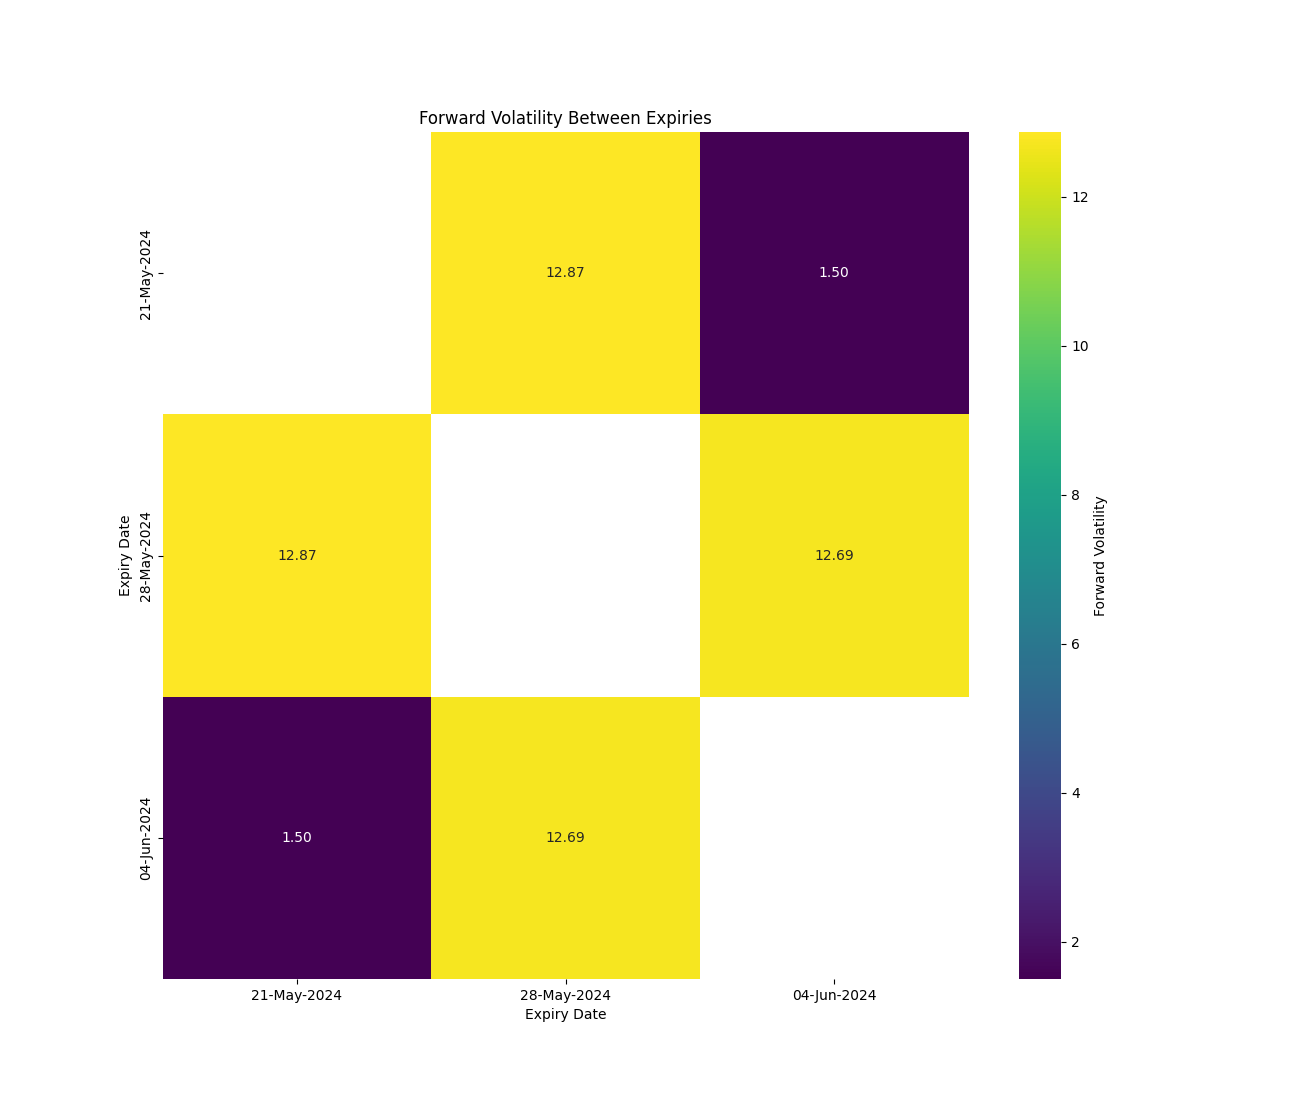 Forward Volatility Between Expiries
21-May-2024
12.87
1.50
12
10
8
6
4
2
Forward Volatility
Expiry Date
28-May-2024
12.87
12.69
04-Jun-2024
1.50
12.69
21-May-2024
28-May-2024
04-Jun-2024
Expiry Date